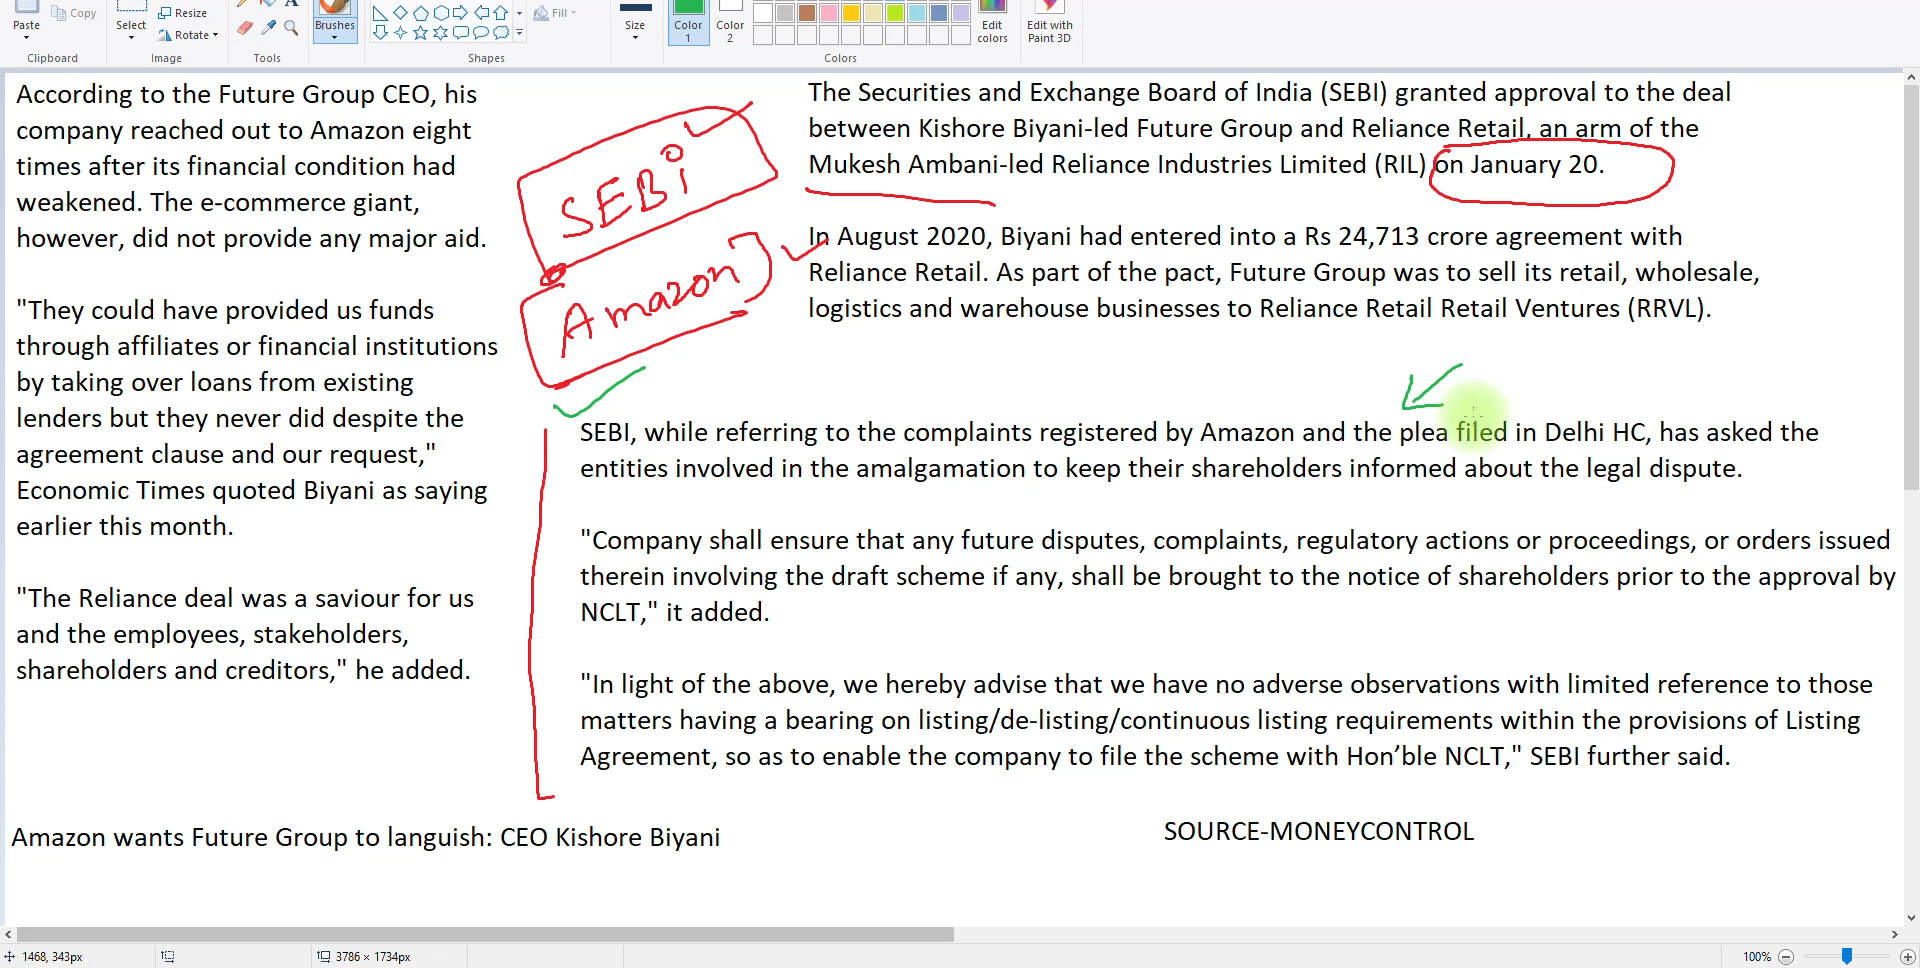 Paste
Copy
Select
Resize
Rotate
Brushes
Fill
Size
Color 1
Color 2
Edit colors
Edit with Paint 3D
Clipboard
Image
Tools
Shapes
Colors
According to the Future Group CEO, his
company reached out to Amazon eight
times after its financial condition had
weakened. The e-commerce giant,
however, did not provide any major aid.
"They could have provided us funds
through affiliates or financial institutions
by taking over loans from existing
lenders but they never did despite the
agreement clause and our request,"
Economic Times quoted Biyani as saying
earlier this month.
"The Reliance deal was a saviour for us
and the employees, stakeholders,
shareholders and creditors," he added.
SEBi
Amazon
The Securities and Exchange Board of India (SEBI) granted approval to the deal
between Kishore Biyani-led Future Group and Reliance Retail, an arm of the
Mukesh Ambani-led Reliance Industries Limited (RIL) on January 20.
In August 2020, Biyani had entered into a Rs 24,713 crore agreement with
Reliance Retail. As part of the pact, Future Group was to sell its retail, wholesale,
logistics and warehouse businesses to Reliance Retail Retail Ventures (RRVL).
SEBI, while referring to the complaints registered by Amazon and the plea filed in Delhi HC, has asked the
entities involved in the amalgamation to keep their shareholders informed about the legal dispute.
"Company shall ensure that any future disputes, complaints, regulatory actions or proceedings, or orders issued
therein involving the draft scheme if any, shall be brought to the notice of shareholders prior to the approval by
NCLT," it added.
"In light of the above, we hereby advise that we have no adverse observations with limited reference to those
matters having a bearing on listing/de-listing/continuous listing requirements within the provisions of Listing
Agreement, so as to enable the company to file the scheme with Hon’ble NCLT," SEBI further said.
Amazon wants Future Group to languish: CEO Kishore Biyani
SOURCE-MONEYCONTROL
1468, 343px
3786 × 1734px
100%